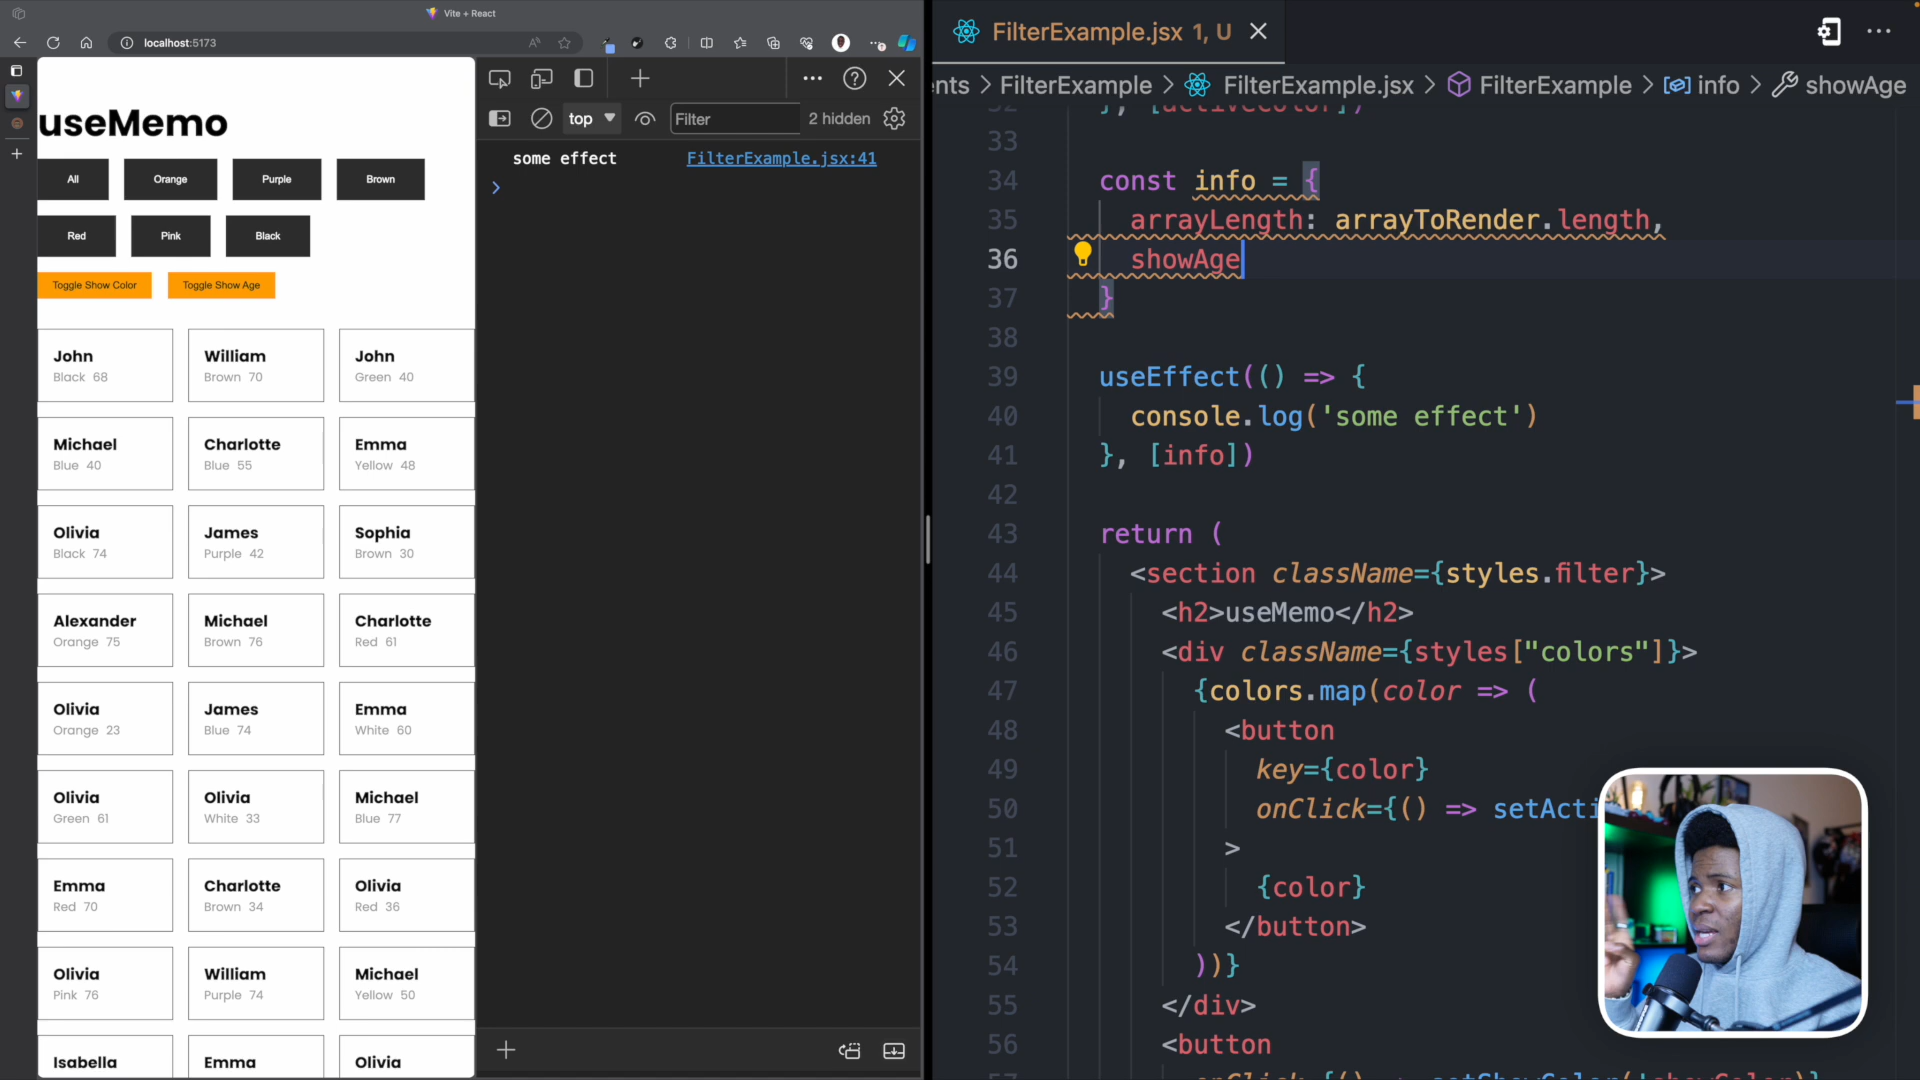 Vite + React
localhost:5173
useMemo
All
Orange
Purple
Brown
Red
Pink
Black
Toggle Show Color
Toggle Show Age
John
Black 68
William
Brown 70
John
Green 40
Michael
Blue 40
Charlotte
Blue 55
Emma
Yellow 48
Olivia
Black 74
James
Purple 42
Sophia
Brown 30
Alexander
Orange 75
Michael
Brown 76
Charlotte
Red 61
Olivia
Orange 23
James
Blue 74
Emma
White 60
Olivia
Green 61
Olivia
White 33
Michael
Blue 77
Emma
Red 70
Charlotte
Brown 34
Olivia
Red 36
Olivia
Pink 76
William
Purple 74
Michael
Yellow 50
Isabella
Emma
Olivia
top
Filter
2 hidden
some effect FilterExample.jsx:41
FilterExample.jsx 1, U
nts > FilterExample > FilterExample.jsx > FilterExample > info > showAge
32 }, [activeColor])
33
34 const info = {
35 arrayLength: arrayToRender.length,
36 showAge
37 }
38
39 useEffect(() => {
40 console.log('some effect')
41 }, [info])
42
43 return (
44 <section className={styles.filter}>
45 <h2>useMemo</h2>
46 <div className={styles["colors"]}>
47 {colors.map(color => (
48 <button
49 key={color}
50 onClick={() => setActi
51 >
52 {color}
53 </button>
54 ))}
55 </div>
56 <button
57 onClick={() => setShowColor(!showColor)}